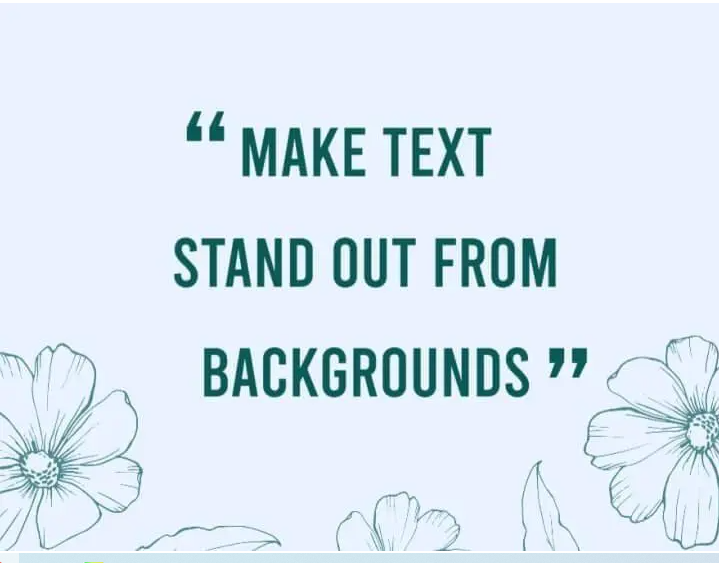 “ MAKE TEXT
STAND OUT FROM
BACKGROUNDS ”